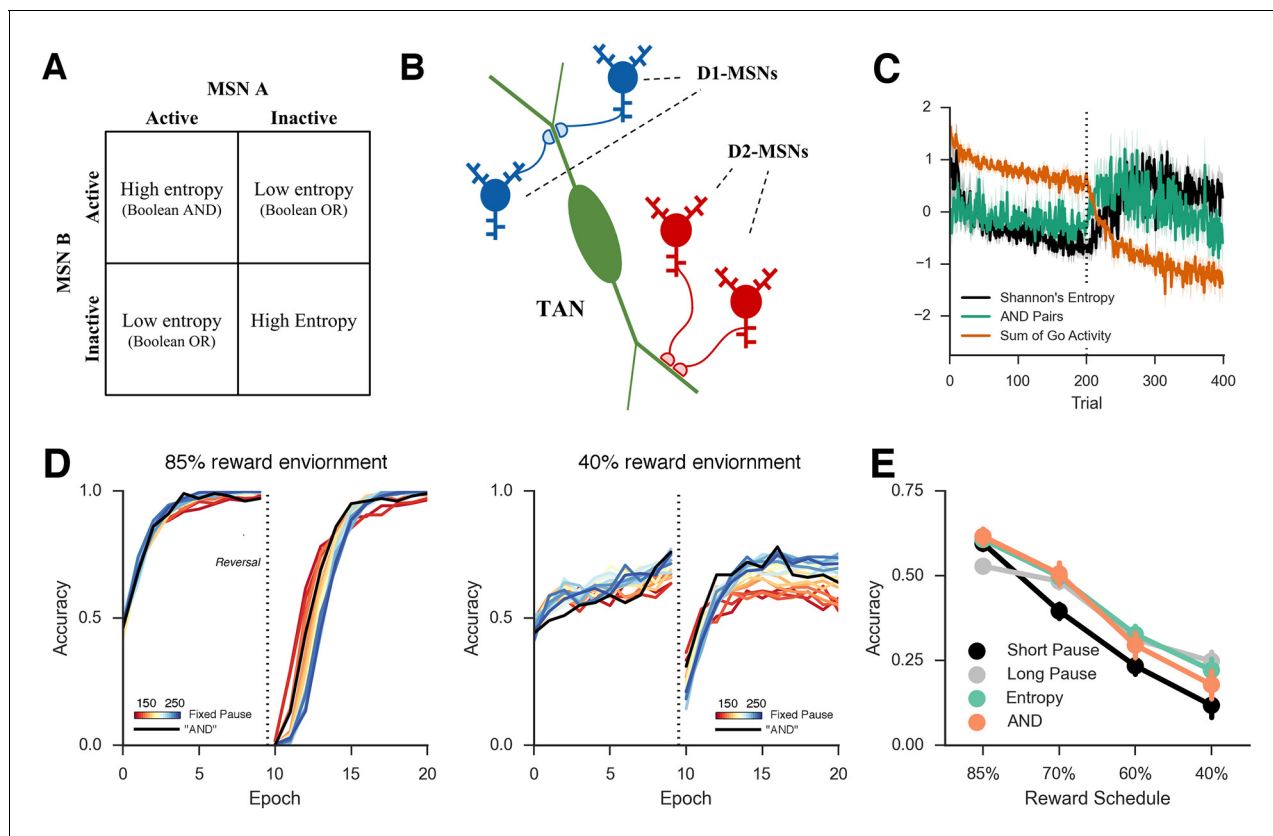 A
MSN A
Active
Inactive
MSN B
Active
Inactive
High entropy
(Boolean AND)
Low entropy
(Boolean OR)
Low entropy
(Boolean OR)
High Entropy
B
D1-MSNs
D2-MSNs
TAN
C
2
1
0
−1
−2
Shannon's Entropy
AND Pairs
Sum of Go Activity
0
100
200
300
400
Trial
D
85% reward enviornment
Accuracy
1.0
0.5
0.0
Reversal
150
250
Fixed Pause
"AND"
0
5
10
15
20
Epoch
40% reward enviornment
Accuracy
1.0
0.5
0.0
150
250
Fixed Pause
"AND"
0
5
10
15
20
Epoch
E
Accuracy
0.75
0.50
0.25
0.00
Short Pause
Long Pause
Entropy
AND
85%
70%
60%
40%
Reward Schedule